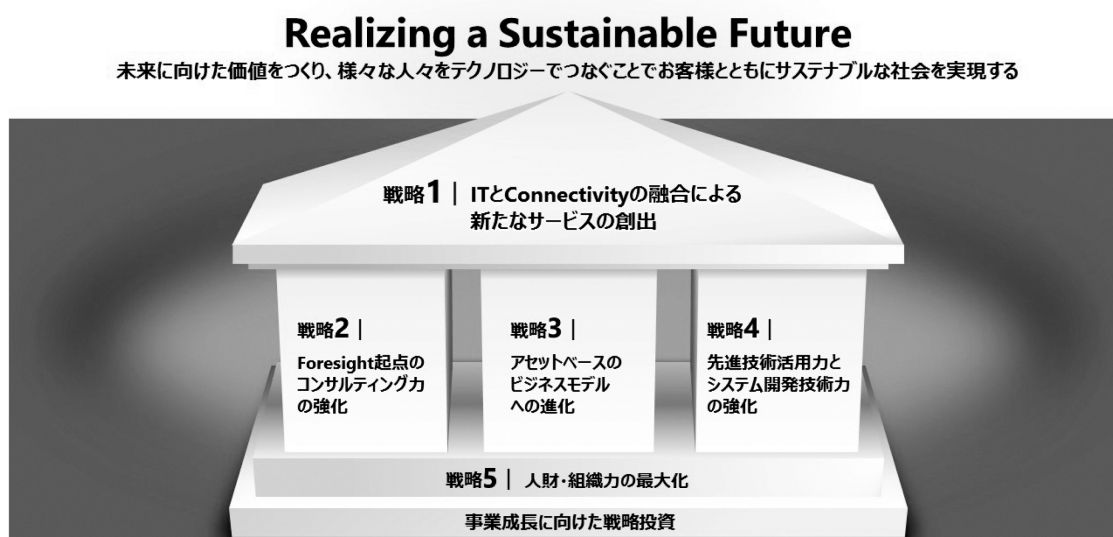 Realizing a Sustainable Future
未来に向けた価値をつくり、様々な人々をテクノロジーでつなぐことでお客様とともにサステナブルな社会を実現する
戦略1｜ITとConnectivityの融合による
新たなサービスの創出
戦略2｜
Foresight起点の
コンサルティング力
の強化
戦略3｜
アセットベースの
ビジネスモデル
への進化
戦略4｜
先進技術活用力と
システム開発技術力
の強化
戦略5｜人財・組織力の最大化
事業成長に向けた戦略投資